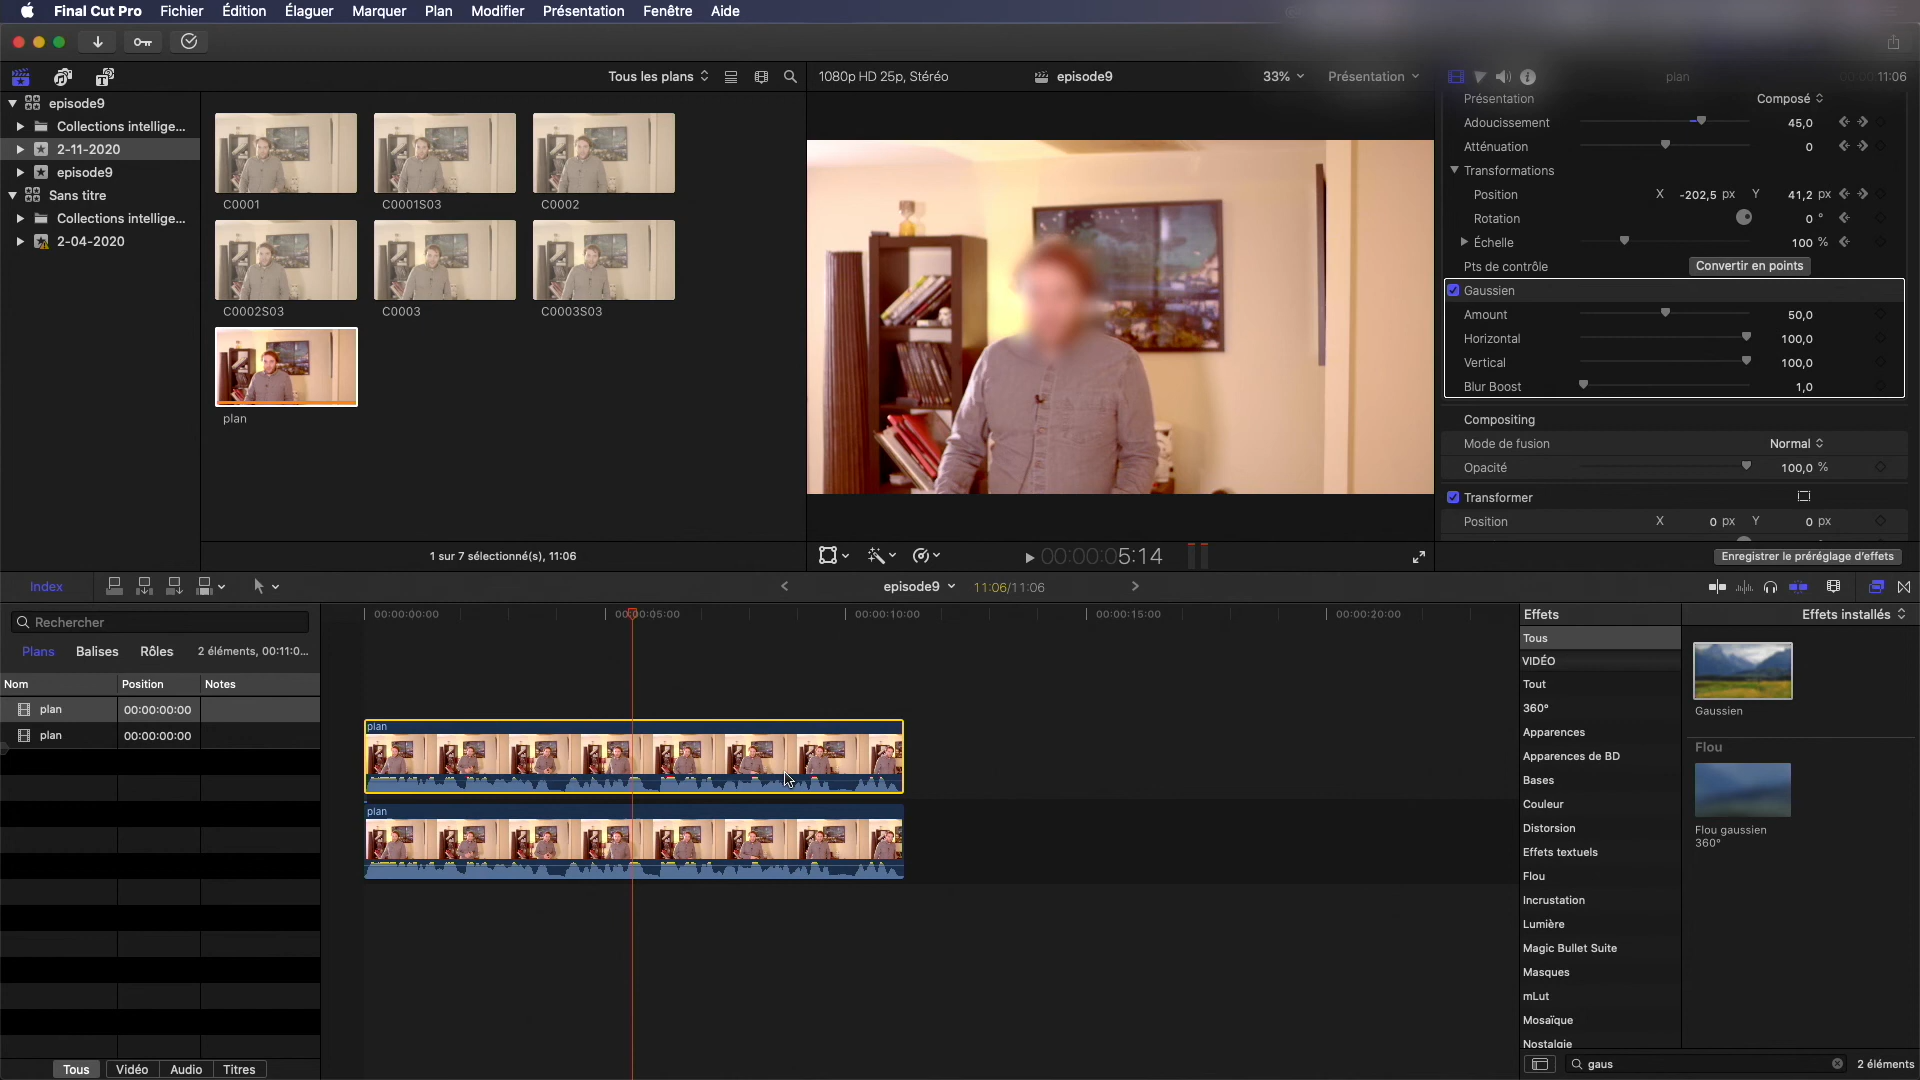 Final Cut Pro Fichier Édition Élaguer Marquer Plan Modifier Présentation Fenêtre Aide
Tous les plans
1080p HD 25p, Stéréo
episode9
33%
Présentation
plan
11:06
episode9
Collections intellige...
2-11-2020
episode9
Sans titre
Collections intellige...
2-04-2020
C0001
C0001S03
C0002
C0002S03
C0003
C0003S03
plan
1 sur 7 sélectionné(s), 11:06
00:00:05:14
Présentation Composé
Adoucissement 45,0
Atténuation 0
Transformations
Position X -202,5 px Y 41,2 px
Rotation 0 °
Échelle 100 %
Pts de contrôle Convertir en points
Gaussien
Amount 50,0
Horizontal 100,0
Vertical 100,0
Blur Boost 1,0
Compositing
Mode de fusion Normal
Opacité 100,0 %
Transformer
Position X 0 px Y 0 px
Enregistrer le préréglage d'effets
Index
episode9
11:06/11:06
Rechercher
Plans Balises Rôles 2 éléments, 00:11:0...
Nom Position Notes
plan 00:00:00:00
plan 00:00:00:00
Tous Vidéo Audio Titres
00:00:00:00 00:00:05:00 00:00:10:00 00:00:15:00 00:00:20:00
plan
plan
Effets
Tous
VIDÉO
Tout
360°
Apparences
Apparences de BD
Bases
Couleur
Distorsion
Effets textuels
Flou
Incrustation
Lumière
Magic Bullet Suite
Masques
mLut
Mosaïque
Nostalgie
Effets installés
Gaussien
Flou
Flou gaussien
360°
gaus
2 éléments